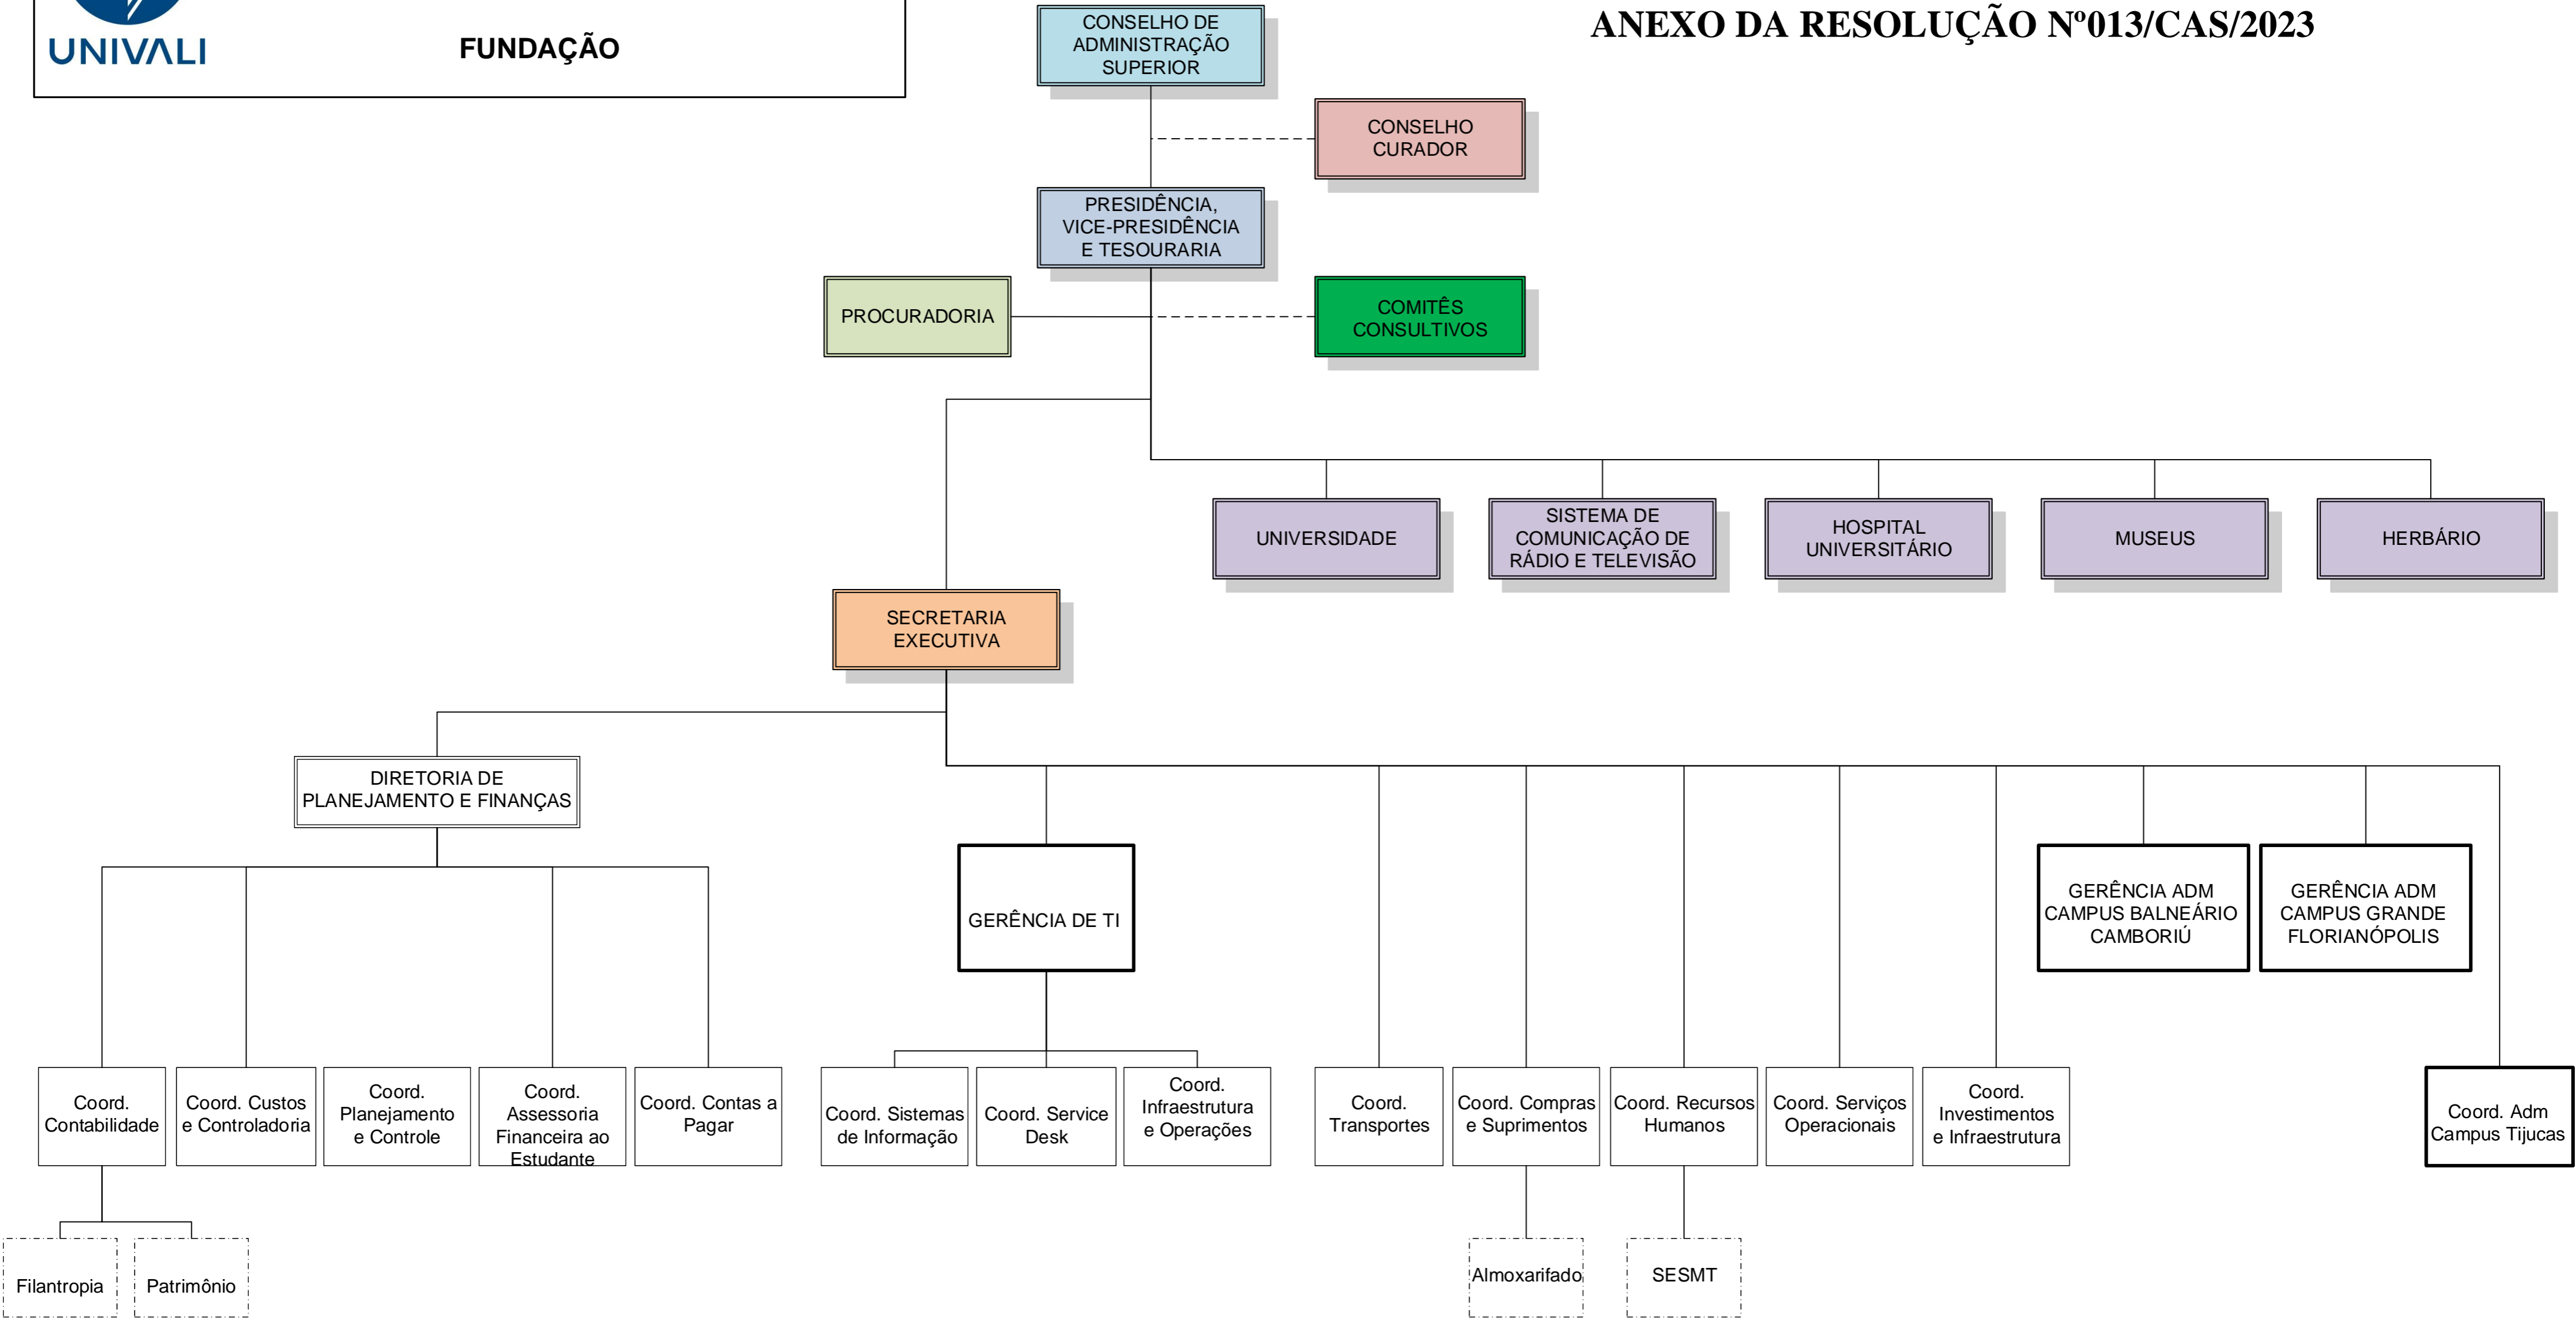 UNIVALI
FUNDAÇÃO
ANEXO DA RESOLUÇÃO Nº013/CAS/2023
CONSELHO DE
ADMINISTRAÇÃO
SUPERIOR
CONSELHO
CURADOR
PRESIDÊNCIA,
VICE-PRESIDÊNCIA
E TESOURARIA
PROCURADORIA
COMITÊS
CONSULTIVOS
UNIVERSIDADE
SISTEMA DE
COMUNICAÇÃO DE
RÁDIO E TELEVISÃO
HOSPITAL
UNIVERSITÁRIO
MUSEUS
HERBÁRIO
SECRETARIA
EXECUTIVA
DIRETORIA DE
PLANEJAMENTO E FINANÇAS
GERÊNCIA DE TI
GERÊNCIA ADM
CAMPUS BALNEÁRIO
CAMBORIÚ
GERÊNCIA ADM
CAMPUS GRANDE
FLORIANÓPOLIS
Coord.
Contabilidade
Coord. Custos
e Controladoria
Coord.
Planejamento
e Controle
Coord.
Assessoria
Financeira ao
Estudante
Coord. Contas a
Pagar
Coord. Sistemas
de Informação
Coord. Service
Desk
Coord.
Infraestrutura
e Operações
Coord.
Transportes
Coord. Compras
e Suprimentos
Coord. Recursos
Humanos
Coord. Serviços
Operacionais
Coord.
Investimentos
e Infraestrutura
Coord. Adm
Campus Tijucas
Filantropia
Patrimônio
Almoxarifado
SESMT